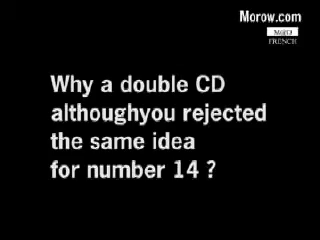 Morow.com
FRENCH
Why a double CD
althoughyou rejected
the same idea
for number 14 ?